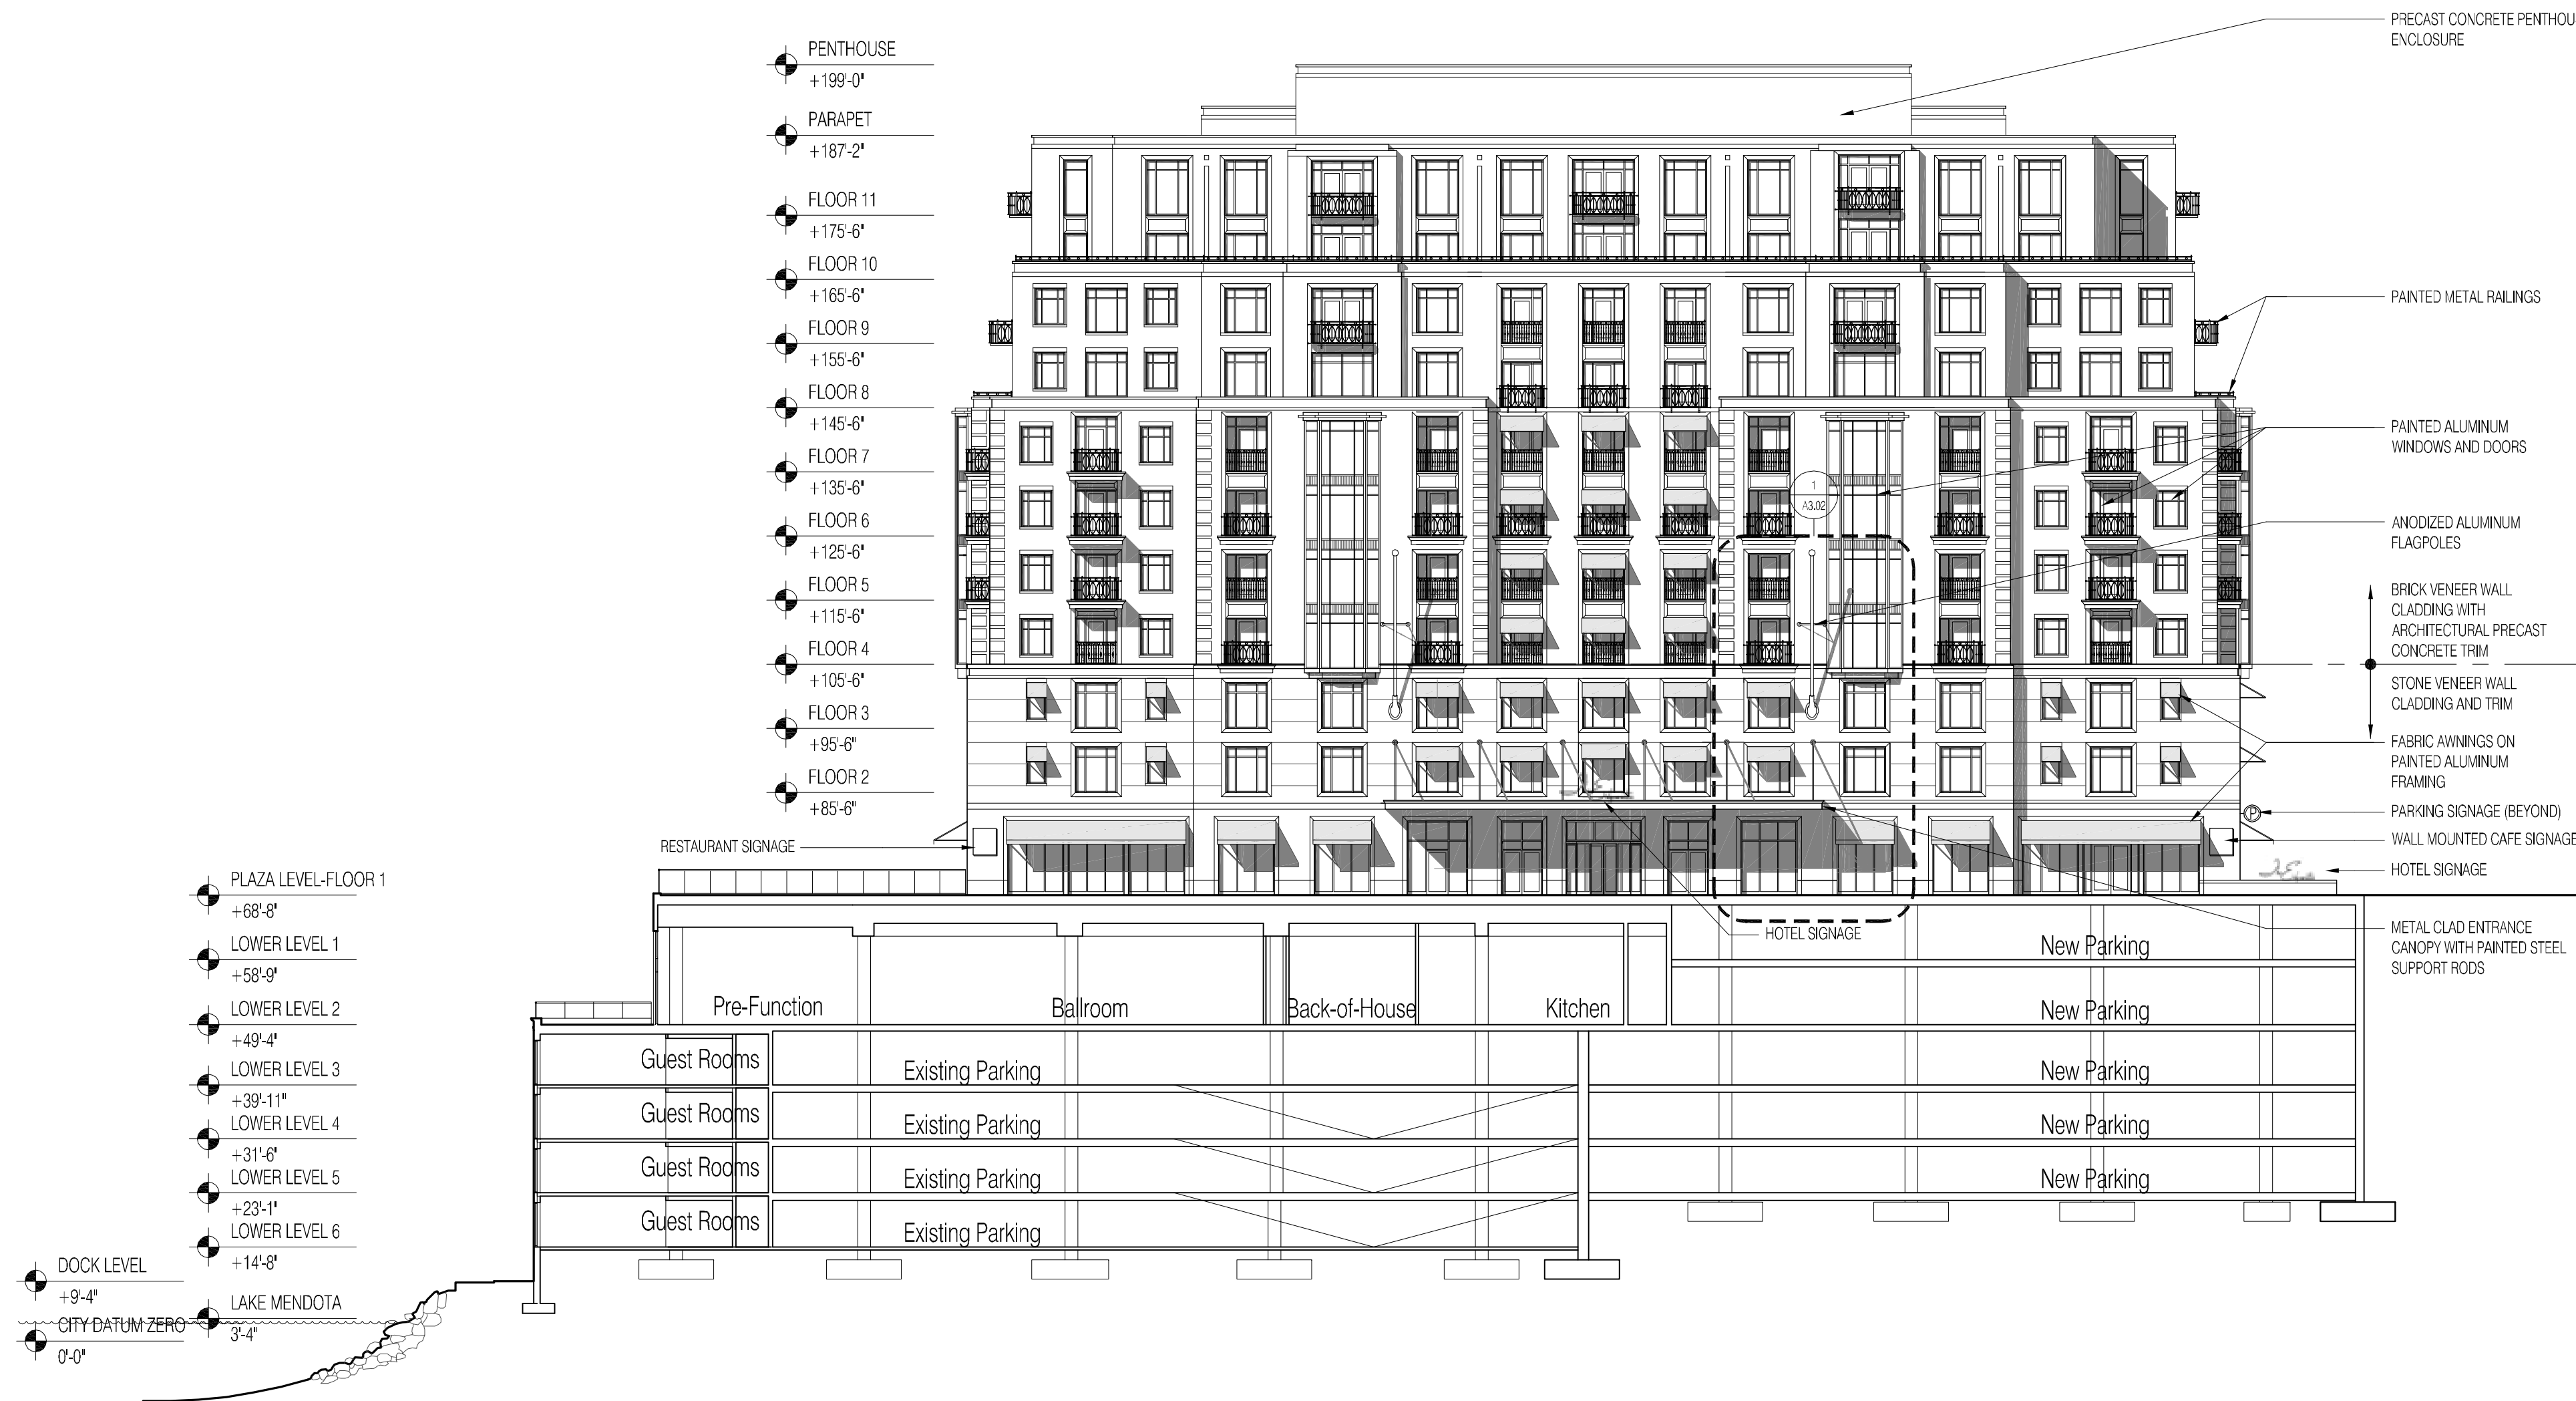 PENTHOUSE
+199'-0"
PARAPET
+187'-2"
FLOOR 11
+175'-6"
FLOOR 10
+165'-6"
FLOOR 9
+155'-6"
FLOOR 8
+145'-6"
FLOOR 7
+135'-6"
FLOOR 6
+125'-6"
FLOOR 5
+115'-6"
FLOOR 4
+105'-6"
FLOOR 3
+95'-6"
FLOOR 2
+85'-6"
RESTAURANT SIGNAGE
PLAZA LEVEL-FLOOR 1
+68'-8"
LOWER LEVEL 1
+58'-9"
LOWER LEVEL 2
+49'-4"
LOWER LEVEL 3
+39'-11"
LOWER LEVEL 4
+31'-6"
LOWER LEVEL 5
+23'-1"
LOWER LEVEL 6
+14'-8"
DOCK LEVEL
+9'-4"
LAKE MENDOTA
3'-4"
CITY DATUM ZERO
0'-0"
1
A3.02
P
HOTEL SIGNAGE
Pre-Function
Ballroom
Back-of-House
Kitchen
New Parking
New Parking
Guest Rooms
Existing Parking
New Parking
Guest Rooms
Existing Parking
New Parking
Guest Rooms
Existing Parking
New Parking
Guest Rooms
Existing Parking
PRECAST CONCRETE PENTHOU
ENCLOSURE
PAINTED METAL RAILINGS
PAINTED ALUMINUM
WINDOWS AND DOORS
ANODIZED ALUMINUM
FLAGPOLES
BRICK VENEER WALL
CLADDING WITH
ARCHITECTURAL PRECAST
CONCRETE TRIM
STONE VENEER WALL
CLADDING AND TRIM
FABRIC AWNINGS ON
PAINTED ALUMINUM
FRAMING
PARKING SIGNAGE (BEYOND)
WALL MOUNTED CAFE SIGNAGE
HOTEL SIGNAGE
METAL CLAD ENTRANCE
CANOPY WITH PAINTED STEEL
SUPPORT RODS